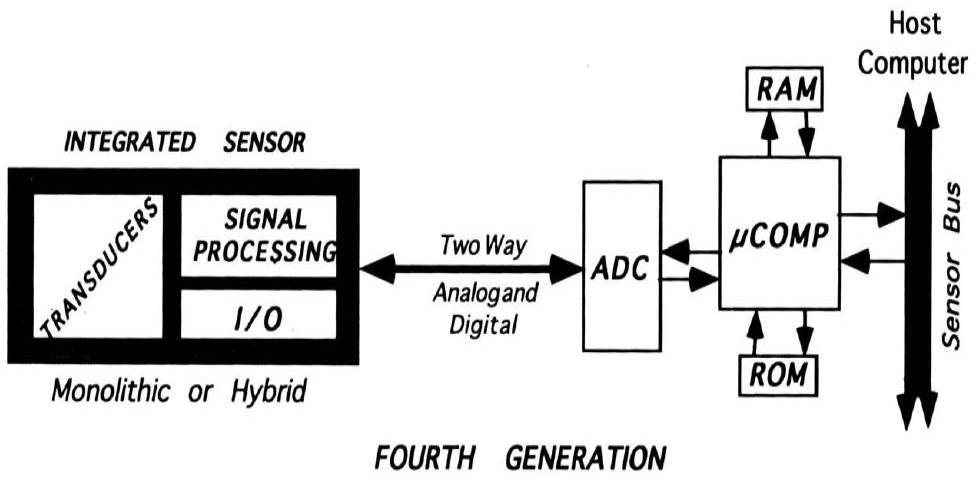 Host
Computer
RAM
INTEGRATED SENSOR
TRANSDUCERS
SIGNAL
PROCESSING
I/O
Two Way
Analogand
Digital
ADC
µCOMP
Sensor Bus
ROM
Monolithic or Hybrid
FOURTH GENERATION